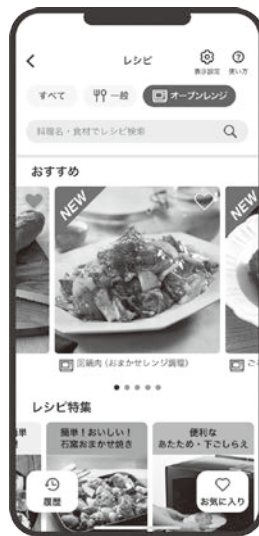 レシピ
表示設定
使い方
すべて
一般
オーブンレンジ
料理名・食材でレシピ検索
おすすめ
NEW
NEW
回鍋肉 (おまかせレンジ調理)
ご
レシピ特集
簡単!おいしい!
石窯おまかせ焼き
便利な
あたため・下ごしらえ
単
履歴
お気に入り